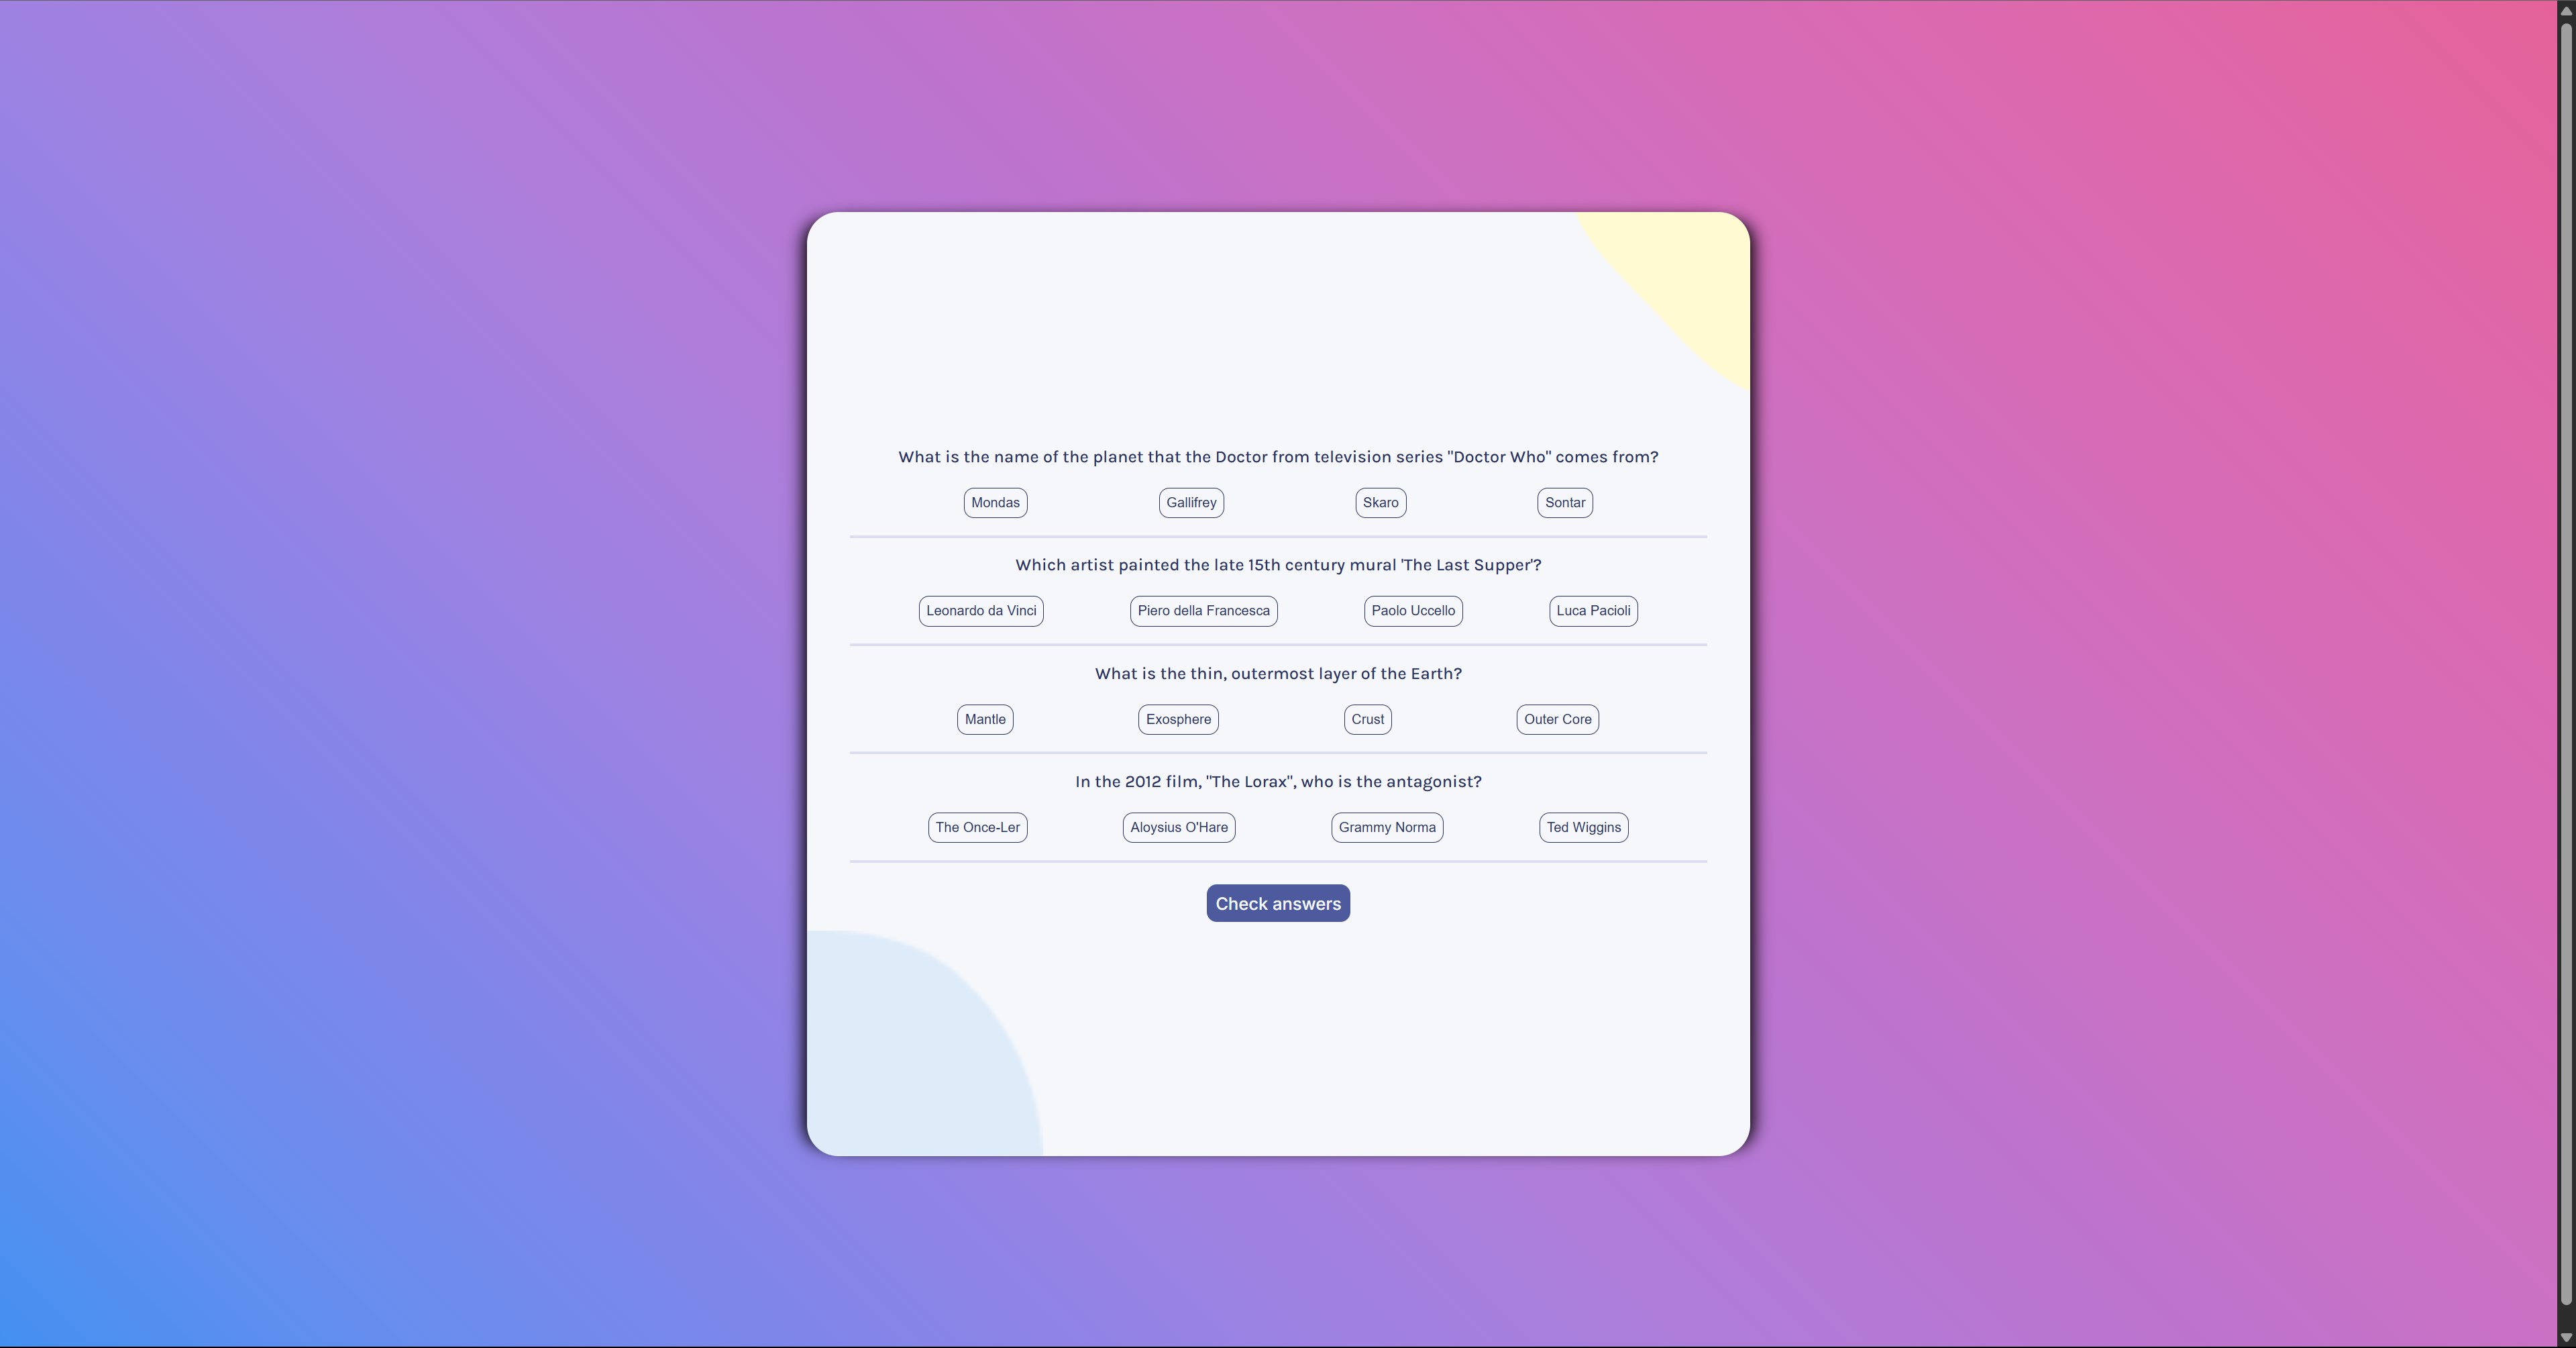 What is the name of the planet that the Doctor from television series "Doctor Who" comes from?
Mondas Gallifrey Skaro Sontar
Which artist painted the late 15th century mural 'The Last Supper'?
Leonardo da Vinci Piero della Francesca Paolo Uccello Luca Pacioli
What is the thin, outermost layer of the Earth?
Mantle Exosphere Crust Outer Core
In the 2012 film, "The Lorax", who is the antagonist?
The Once-Ler Aloysius O'Hare Grammy Norma Ted Wiggins
Check answers